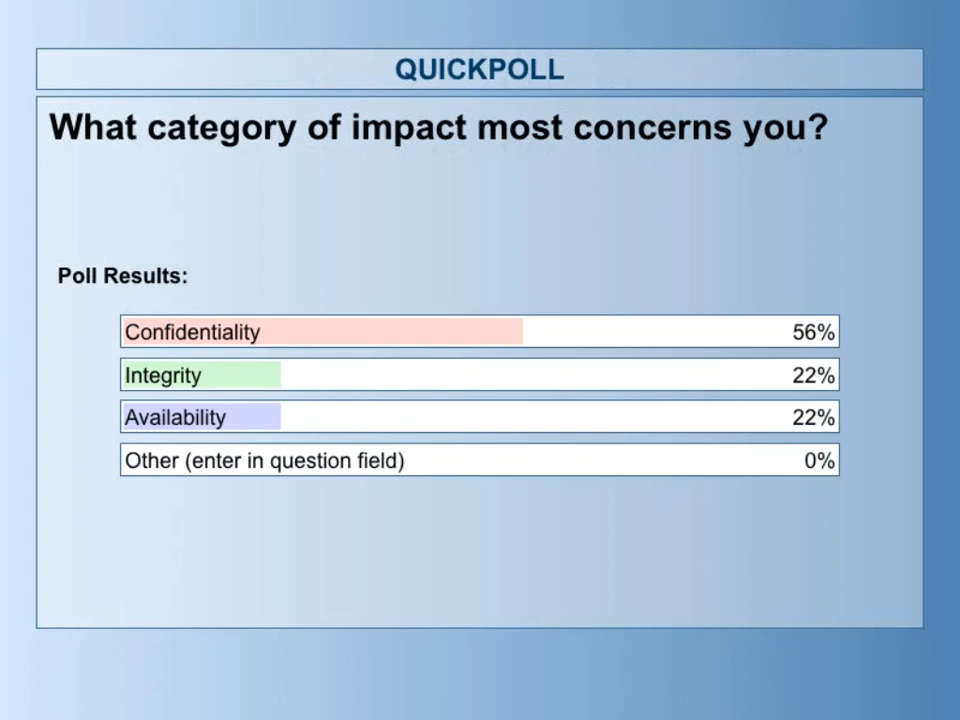 QUICKPOLL
What category of impact most concerns you?
Poll Results:
Confidentiality 56%
Integrity 22%
Availability 22%
Other (enter in question field) 0%